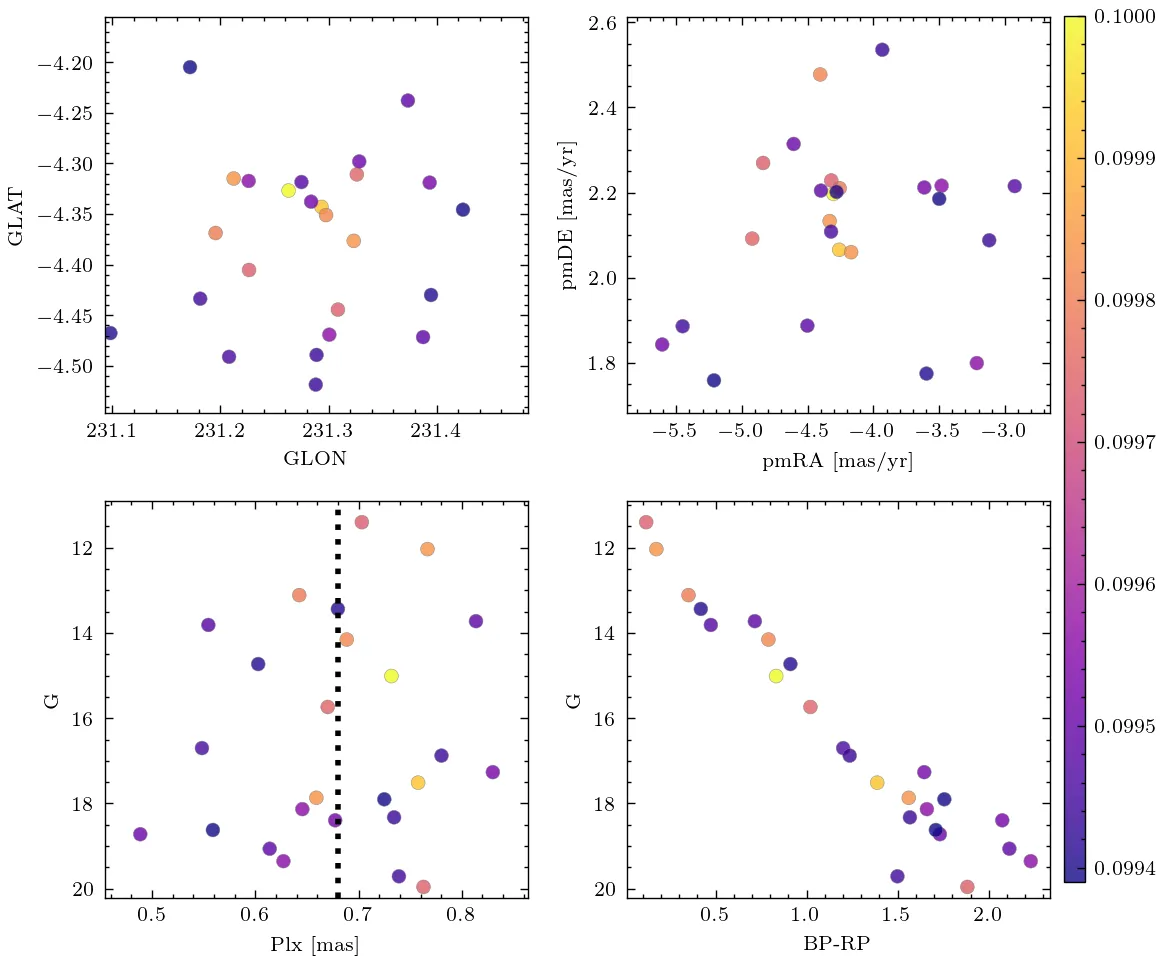 −4.20
−4.25
−4.30
−4.35
−4.40
−4.45
−4.50
GLAT
231.1 231.2 231.3 231.4
GLON
2.6
2.4
2.2
2.0
1.8
pmDE [mas/yr]
−5.5 −5.0 −4.5 −4.0 −3.5 −3.0
pmRA [mas/yr]
0.1000
0.0999
0.0998
0.0997
0.0996
0.0995
0.0994
12
14
16
18
20
G
0.5 0.6 0.7 0.8
Plx [mas]
12
14
16
18
20
G
0.5 1.0 1.5 2.0
BP-RP